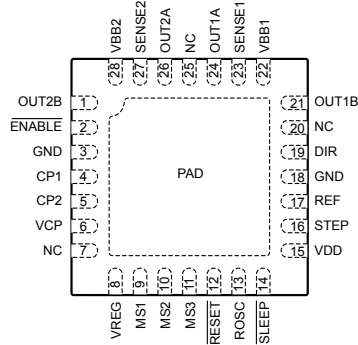 VBB2
SENSE2
OUT2A
NC
OUT1A
SENSE1
VBB1
28
27
26
25
24
23
22
OUT2B 1
ENABLE 2
GND 3
CP1 4
CP2 5
VCP 6
NC 7
PAD
21 OUT1B
20 NC
19 DIR
18 GND
17 REF
16 STEP
15 VDD
8
9
10
11
12
13
14
VREG
MS1
MS2
MS3
RESET
ROSC
SLEEP